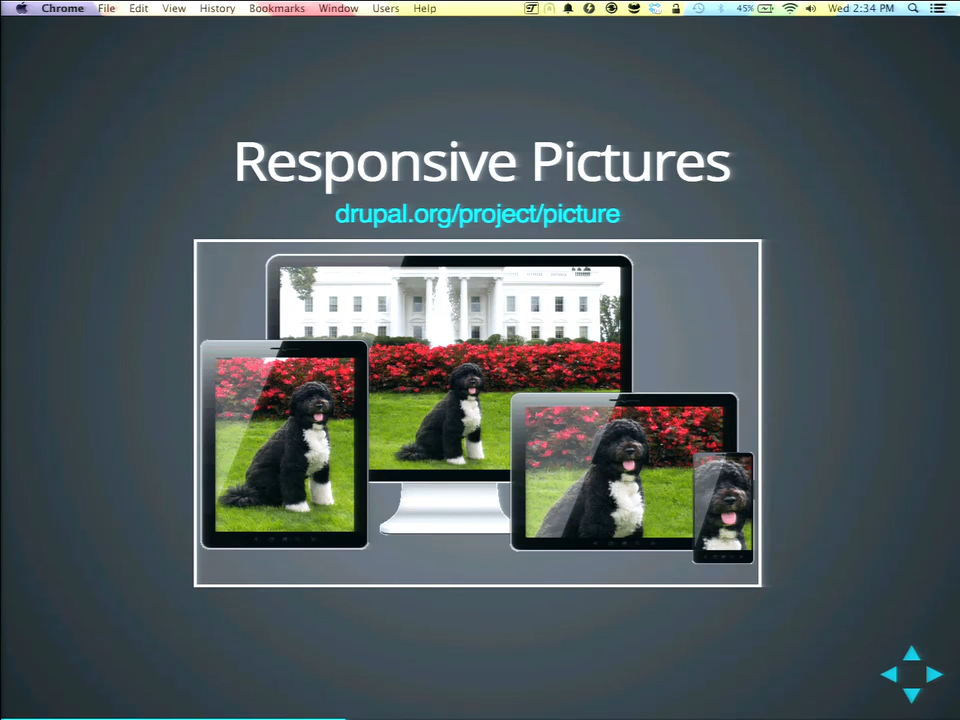 Chrome File Edit View History Bookmarks Window Users Help 45% Wed 2:34 PM
Responsive Pictures
drupal.org/project/picture